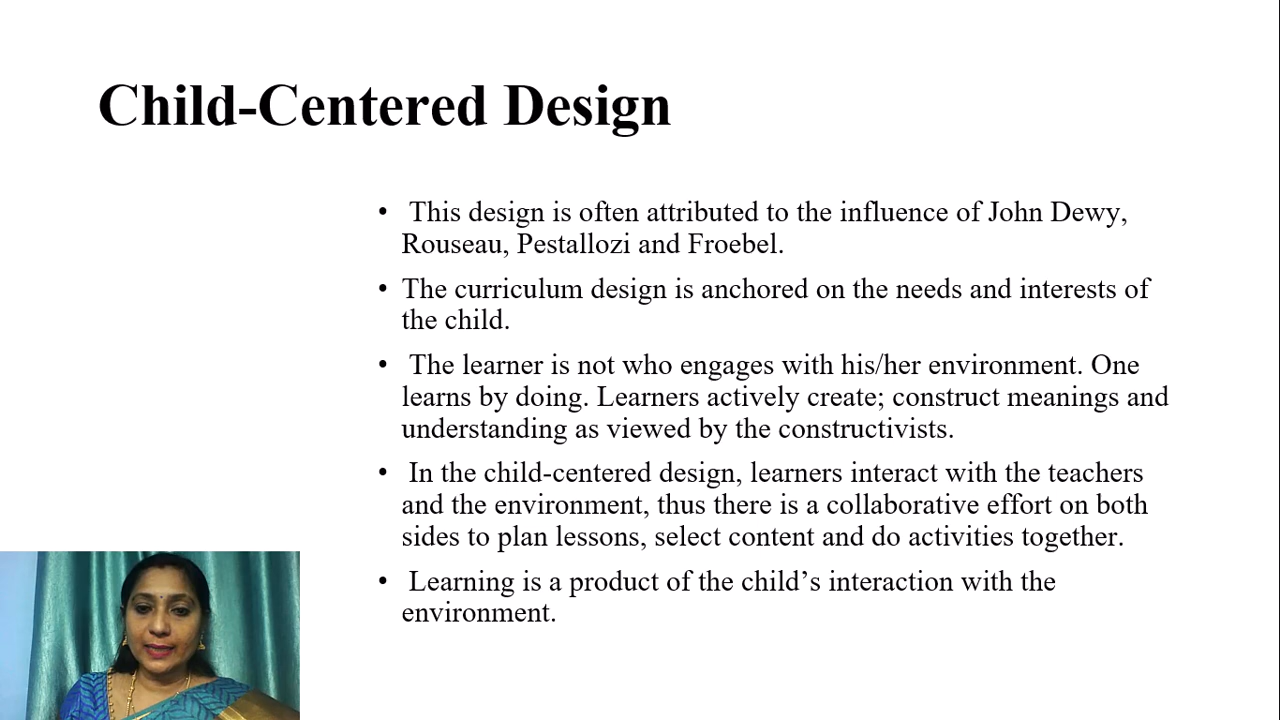 Child-Centered Design
• This design is often attributed to the influence of John Dewy,
Rouseau, Pestallozi and Froebel.
• The curriculum design is anchored on the needs and interests of
the child.
• The learner is not who engages with his/her environment. One
learns by doing. Learners actively create; construct meanings and
understanding as viewed by the constructivists.
• In the child-centered design, learners interact with the teachers
and the environment, thus there is a collaborative effort on both
sides to plan lessons, select content and do activities together.
• Learning is a product of the child’s interaction with the
environment.